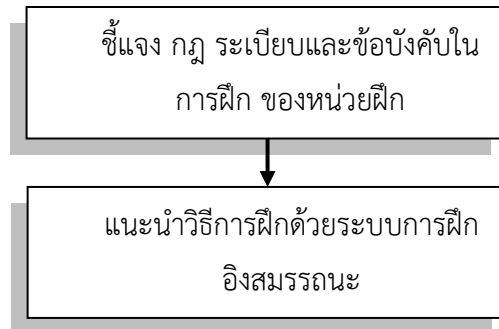 ชี้แจง กฎ ระเบียบและข้อบังคับใน
การฝึก ของหน่วยฝึก
แนะนำวิธีการฝึกด้วยระบบการฝึก
อิงสมรรถนะ